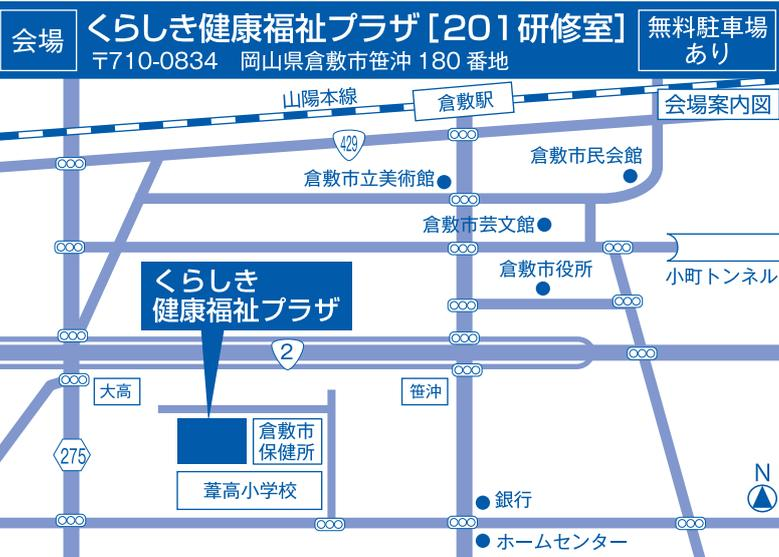 会場
くらしき健康福祉プラザ[201研修室]
〒710-0834　岡山県倉敷市笹沖 180 番地
無料駐車場
あり
山陽本線
倉敷駅
会場案内図
429
倉敷市民会館
倉敷市立美術館
倉敷市芸文館
倉敷市役所
小町トンネル
くらしき
健康福祉プラザ
2
大高
笹沖
275
倉敷市
保健所
葦高小学校
銀行
ホームセンター
N